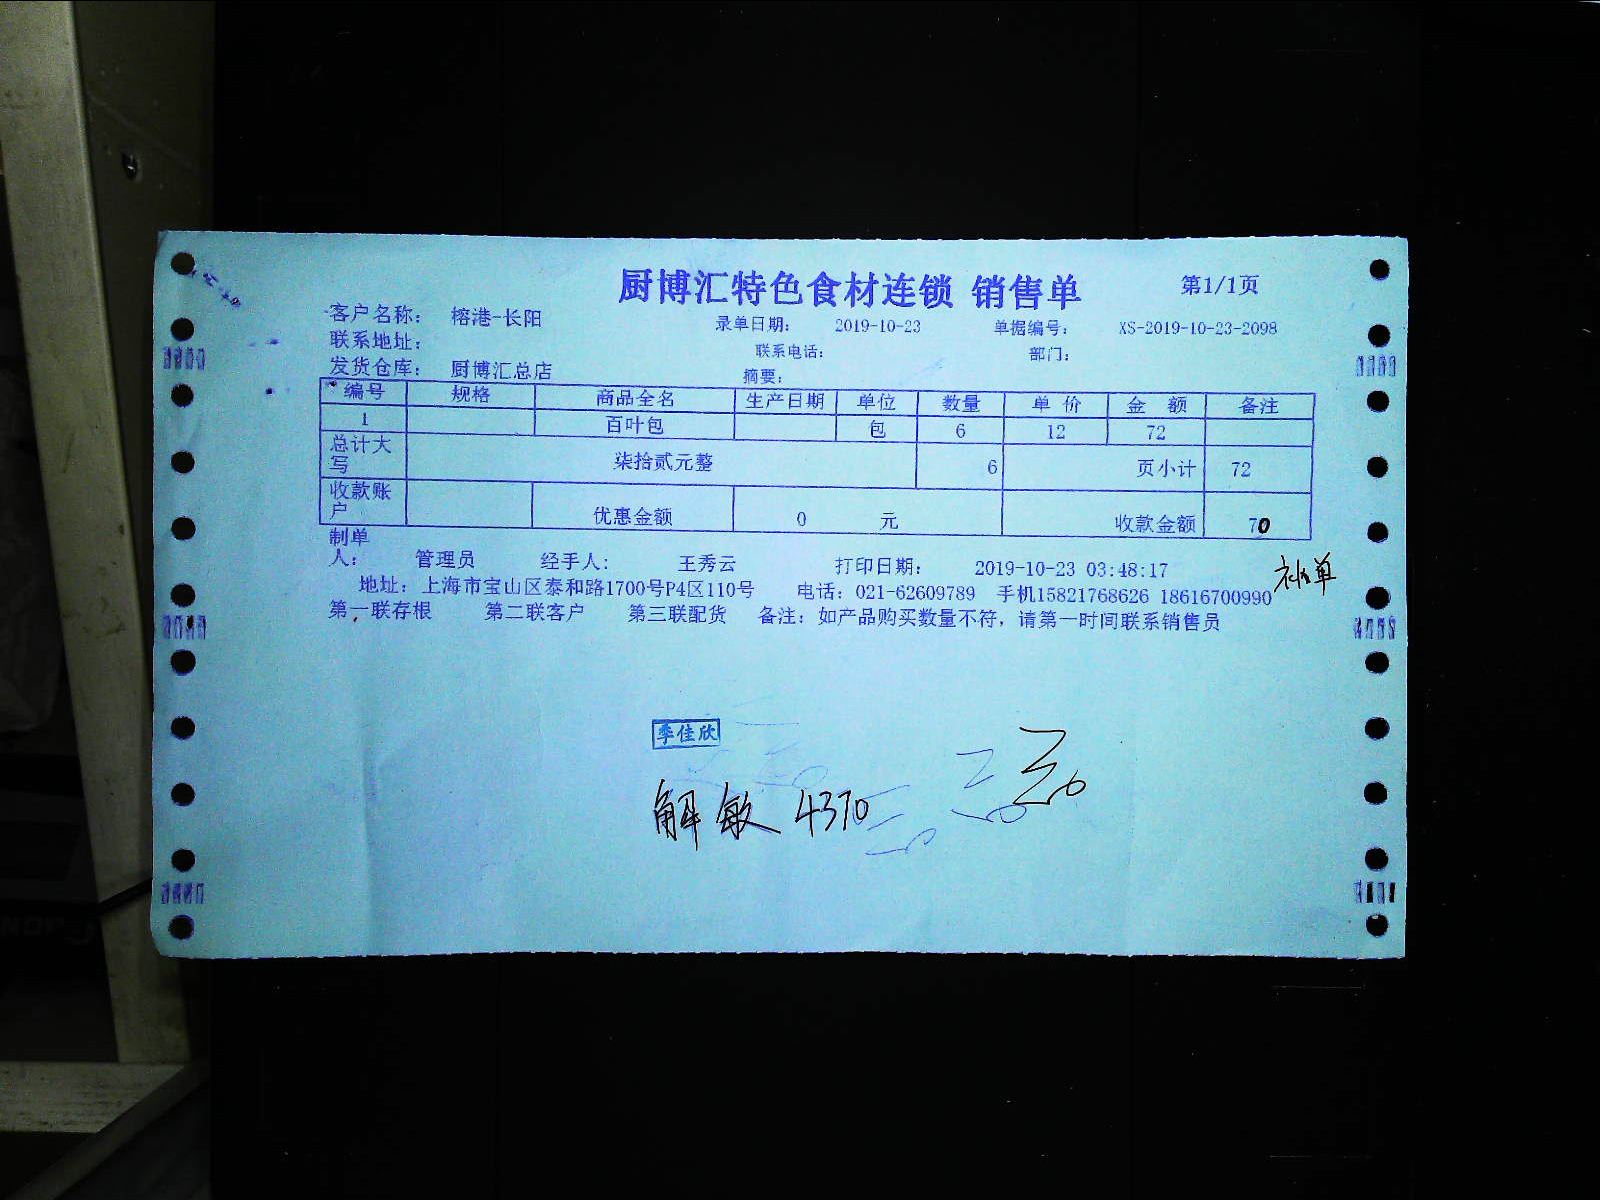 厨博汇特色食材连锁 销售单 第1/1页
客户名称： 榕港-长阳 录单日期： 2019-10-23 单据编号： XS-2019-10-23-2098
联系地址： 联系电话： 部门：
发货仓库： 厨博汇总店 摘要：
编号 规格 商品全名 生产日期 单位 数量 单 价 金 额 备注
1 百叶包 包 6 12 72
总计大写 柒拾贰元整 6 页小计 72
收款账户 优惠金额 0 元 收款金额 70
制单人： 管理员 经手人： 王秀云 打印日期： 2019-10-23 03:48:17
补单
地址：上海市宝山区泰和路1700号P4区110号 电话：021-62609789 手机15821768626 18616700990
第一联存根 第二联客户 第三联配货 备注：如产品购买数量不符，请第一时间联系销售员
李佳欣
解敏 4370